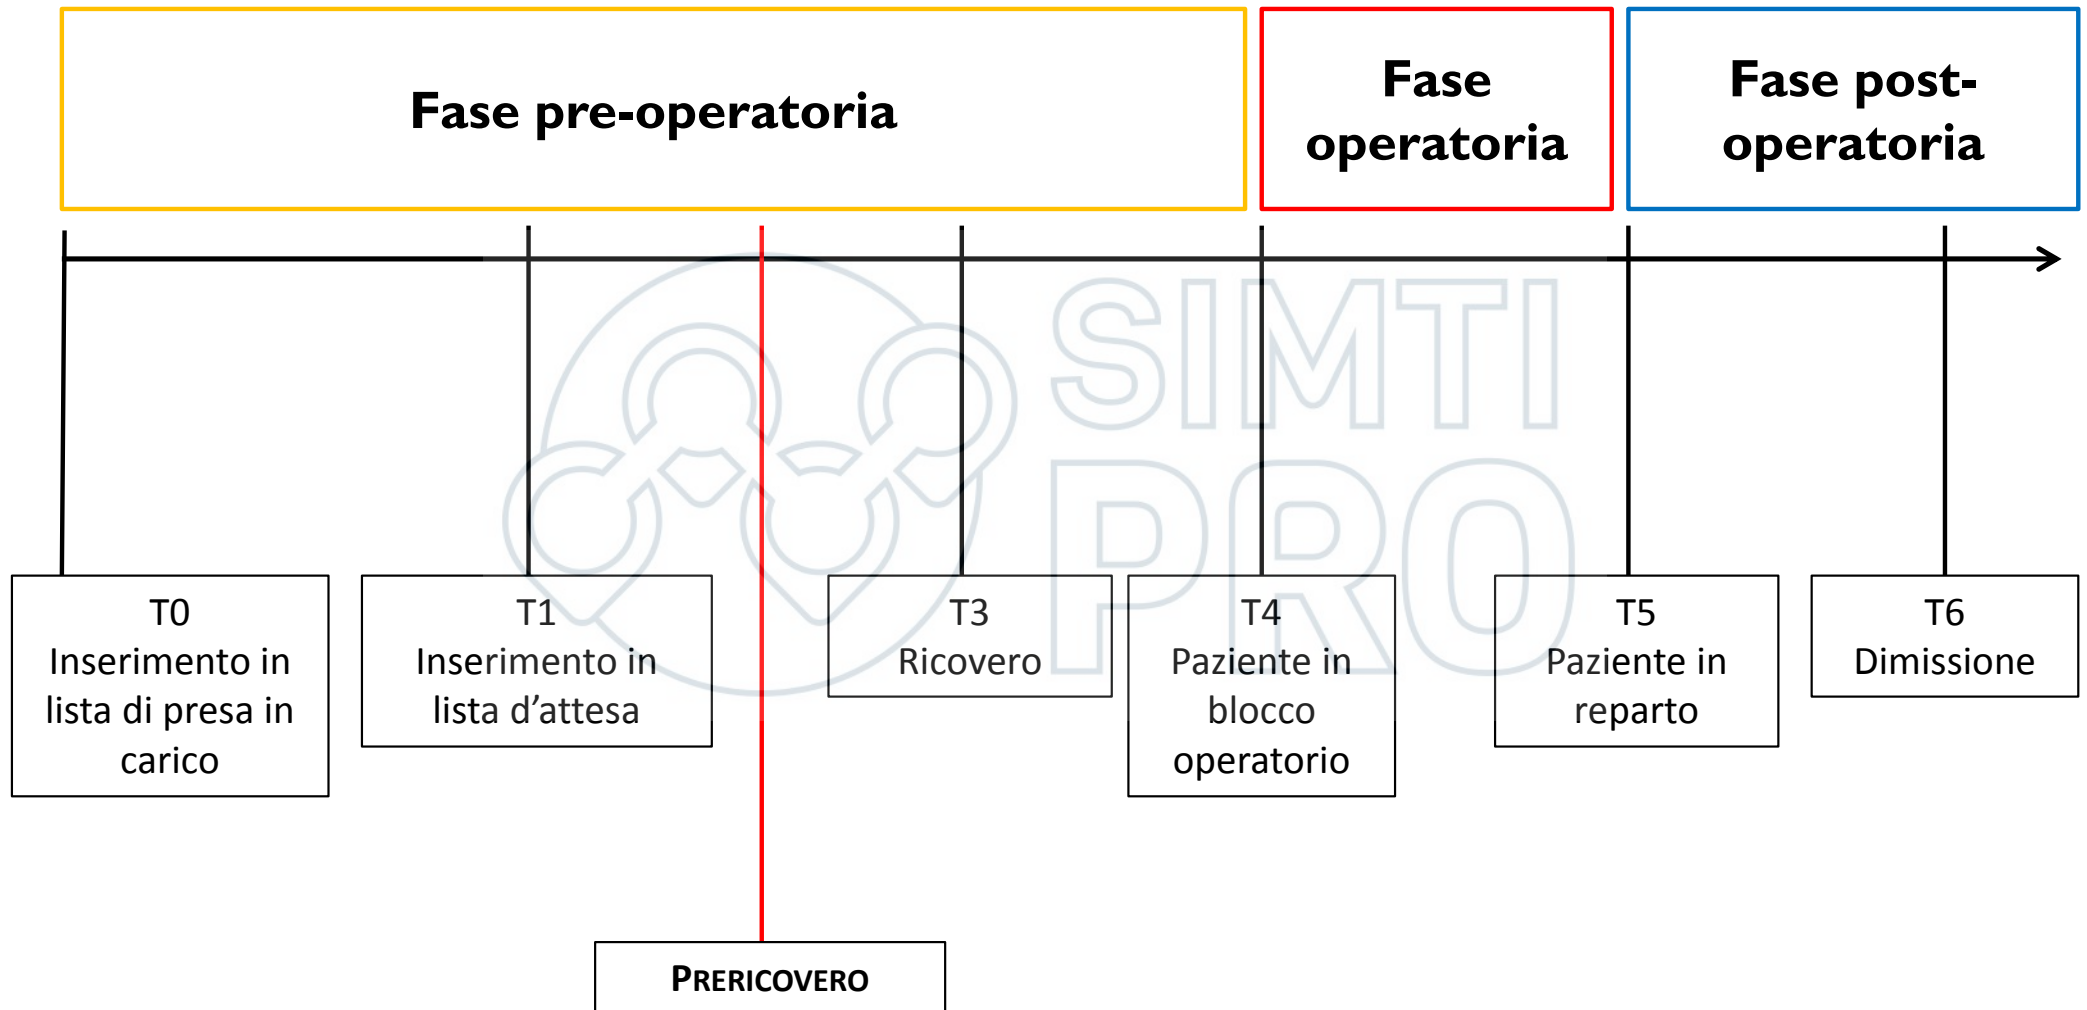 Fase pre-operatoria
Fase
operatoria
Fase post-
operatoria
SIMTI
PRO
T0
Inserimento in
lista di presa in
carico
T1
Inserimento in
lista d’attesa
T3
Ricovero
T4
Paziente in
blocco
operatorio
T5
Paziente in
reparto
T6
Dimissione
PRERICOVERO